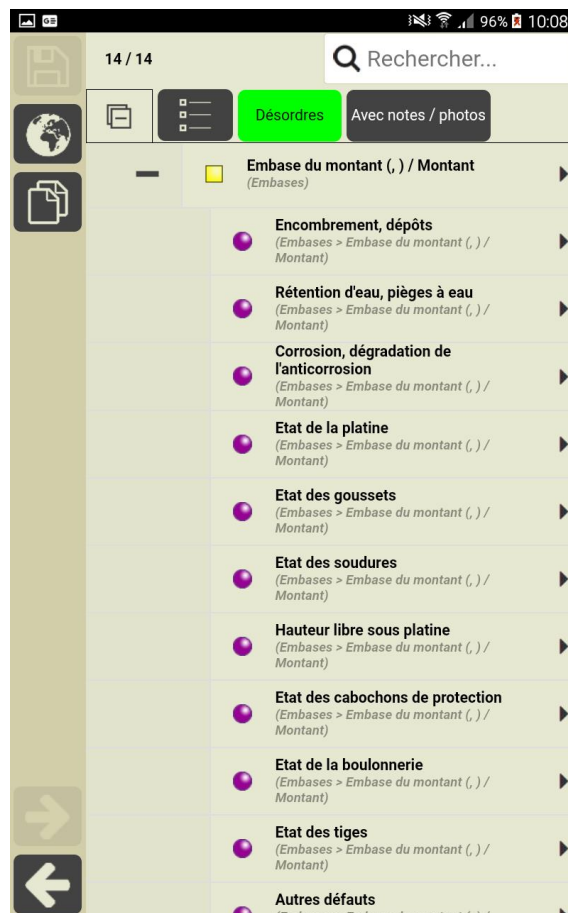 GE
96% 10:08
14 / 14
Rechercher...
Désordres
Avec notes / photos
Embase du montant (, ) / Montant
(Embases)
Encombrement, dépôts
(Embases > Embase du montant (, ) /
Montant)
Rétention d'eau, pièges à eau
(Embases > Embase du montant (, ) /
Montant)
Corrosion, dégradation de
l'anticorrosion
(Embases > Embase du montant (, ) /
Montant)
Etat de la platine
(Embases > Embase du montant (, ) /
Montant)
Etat des goussets
(Embases > Embase du montant (, ) /
Montant)
Etat des soudures
(Embases > Embase du montant (, ) /
Montant)
Hauteur libre sous platine
(Embases > Embase du montant (, ) /
Montant)
Etat des cabochons de protection
(Embases > Embase du montant (, ) /
Montant)
Etat de la boulonnerie
(Embases > Embase du montant (, ) /
Montant)
Etat des tiges
(Embases > Embase du montant (, ) /
Montant)
Autres défauts